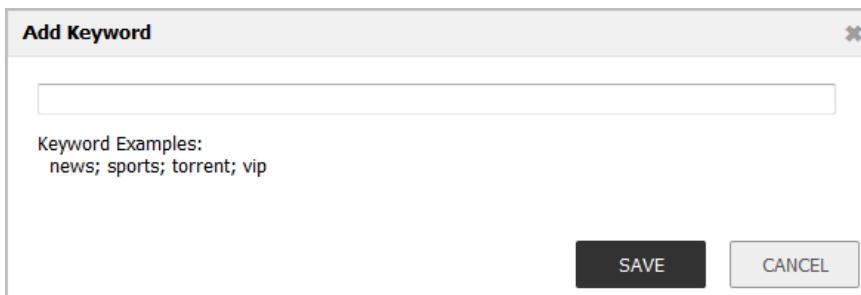 Add Keyword
Keyword Examples:
news; sports; torrent; vip
SAVE
CANCEL